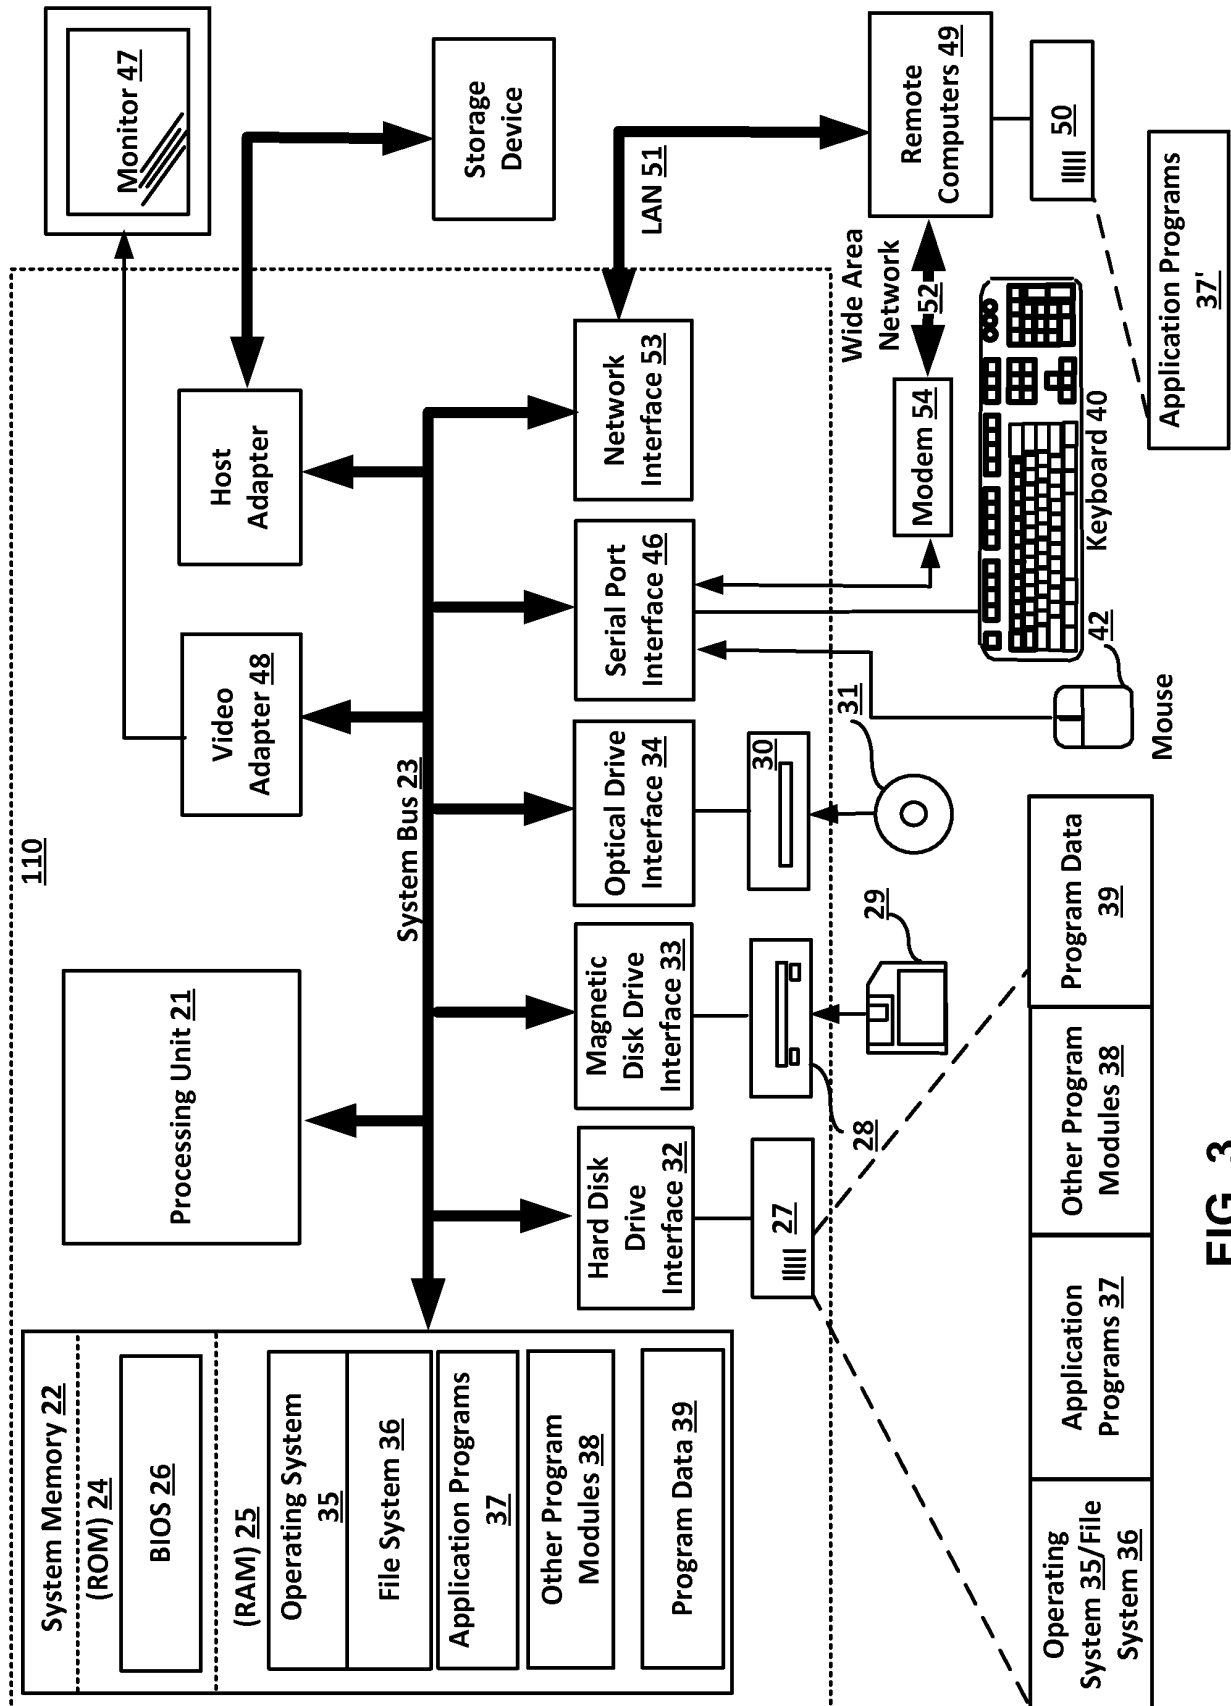 110
System Memory 22
(ROM) 24
BIOS 26
(RAM) 25
Operating System
35
File System 36
Application Programs
37
Other Program
Modules 38
Program Data 39
Processing Unit 21
Video
Adapter 48
Host
Adapter
Monitor 47
Storage
Device
System Bus 23
Hard Disk
Drive
Interface 32
Magnetic
Disk Drive
Interface 33
Optical Drive
Interface 34
Serial Port
Interface 46
Network
Interface 53
LAN 51
27
28
29
30
31
Wide Area
Network
52
Modem 54
Remote
Computers 49
50
Mouse
42
Keyboard 40
Application Programs
37'
Operating
System 35/File
System 36
Application
Programs 37
Other Program
Modules 38
Program Data
39
FIG. 3